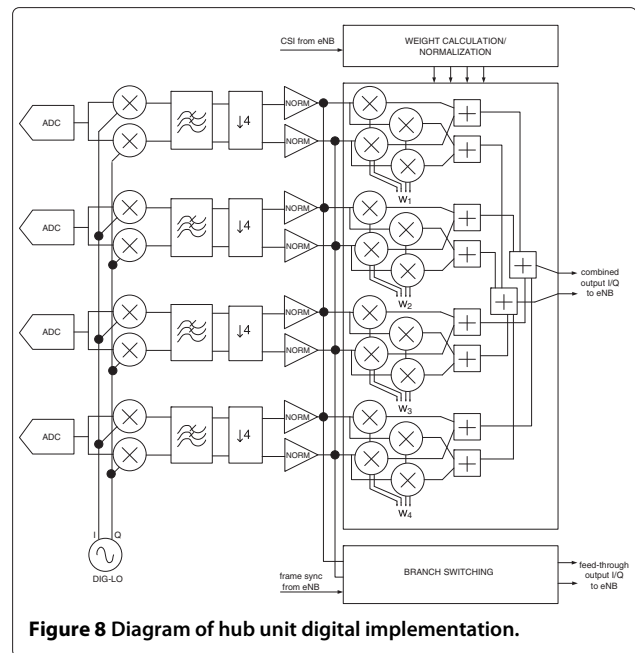 CSI from eNB
WEIGHT CALCULATION/
NORMALIZATION
ADC
↓4
NORM
NORM
W1
ADC
↓4
NORM
NORM
W2
combined
output I/Q
to eNB
ADC
↓4
NORM
NORM
W3
ADC
↓4
NORM
NORM
W4
I Q
DIG-LO
frame sync
from eNB
BRANCH SWITCHING
feed-through
output I/Q
to eNB
Figure 8 Diagram of hub unit digital implementation.